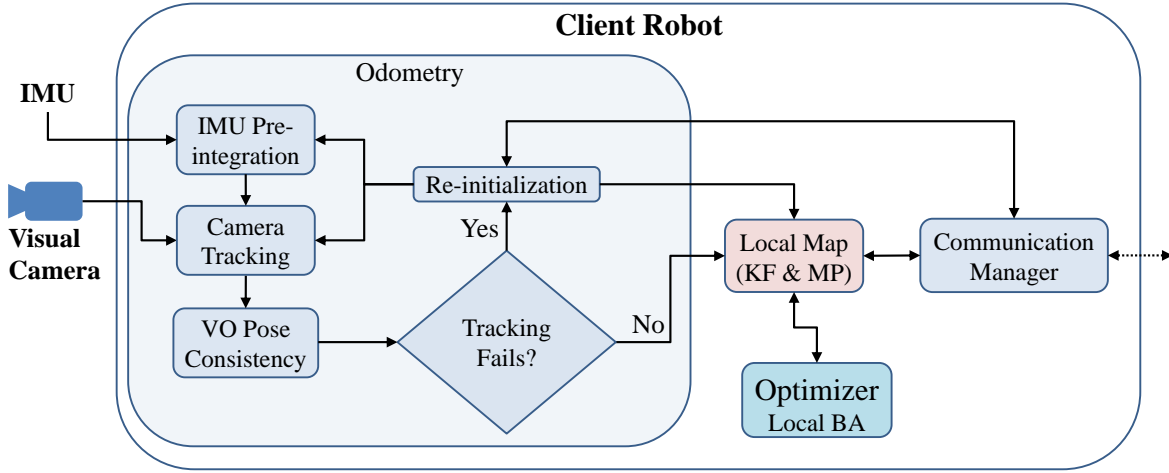 Client Robot
Odometry
IMU
IMU Pre-
integration
Re-initialization
Visual
Camera
Camera
Tracking
Yes
Local Map
(KF & MP)
Communication
Manager
VO Pose
Consistency
Tracking
Fails?
No
Optimizer
Local BA